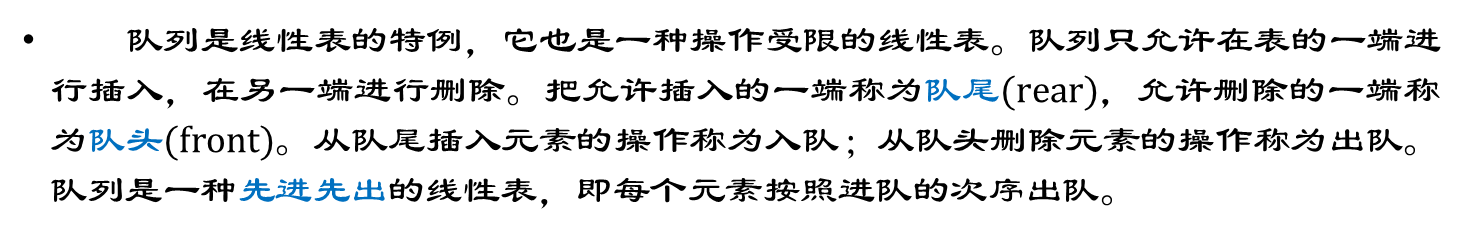 • 队列是线性表的特例，它也是一种操作受限的线性表。队列只允许在表的一端进
行插入，在另一端进行删除。把允许插入的一端称为队尾(rear)，允许删除的一端称
为队头(front)。从队尾插入元素的操作称为入队；从队头删除元素的操作称为出队。
队列是一种先进先出的线性表，即每个元素按照进队的次序出队。